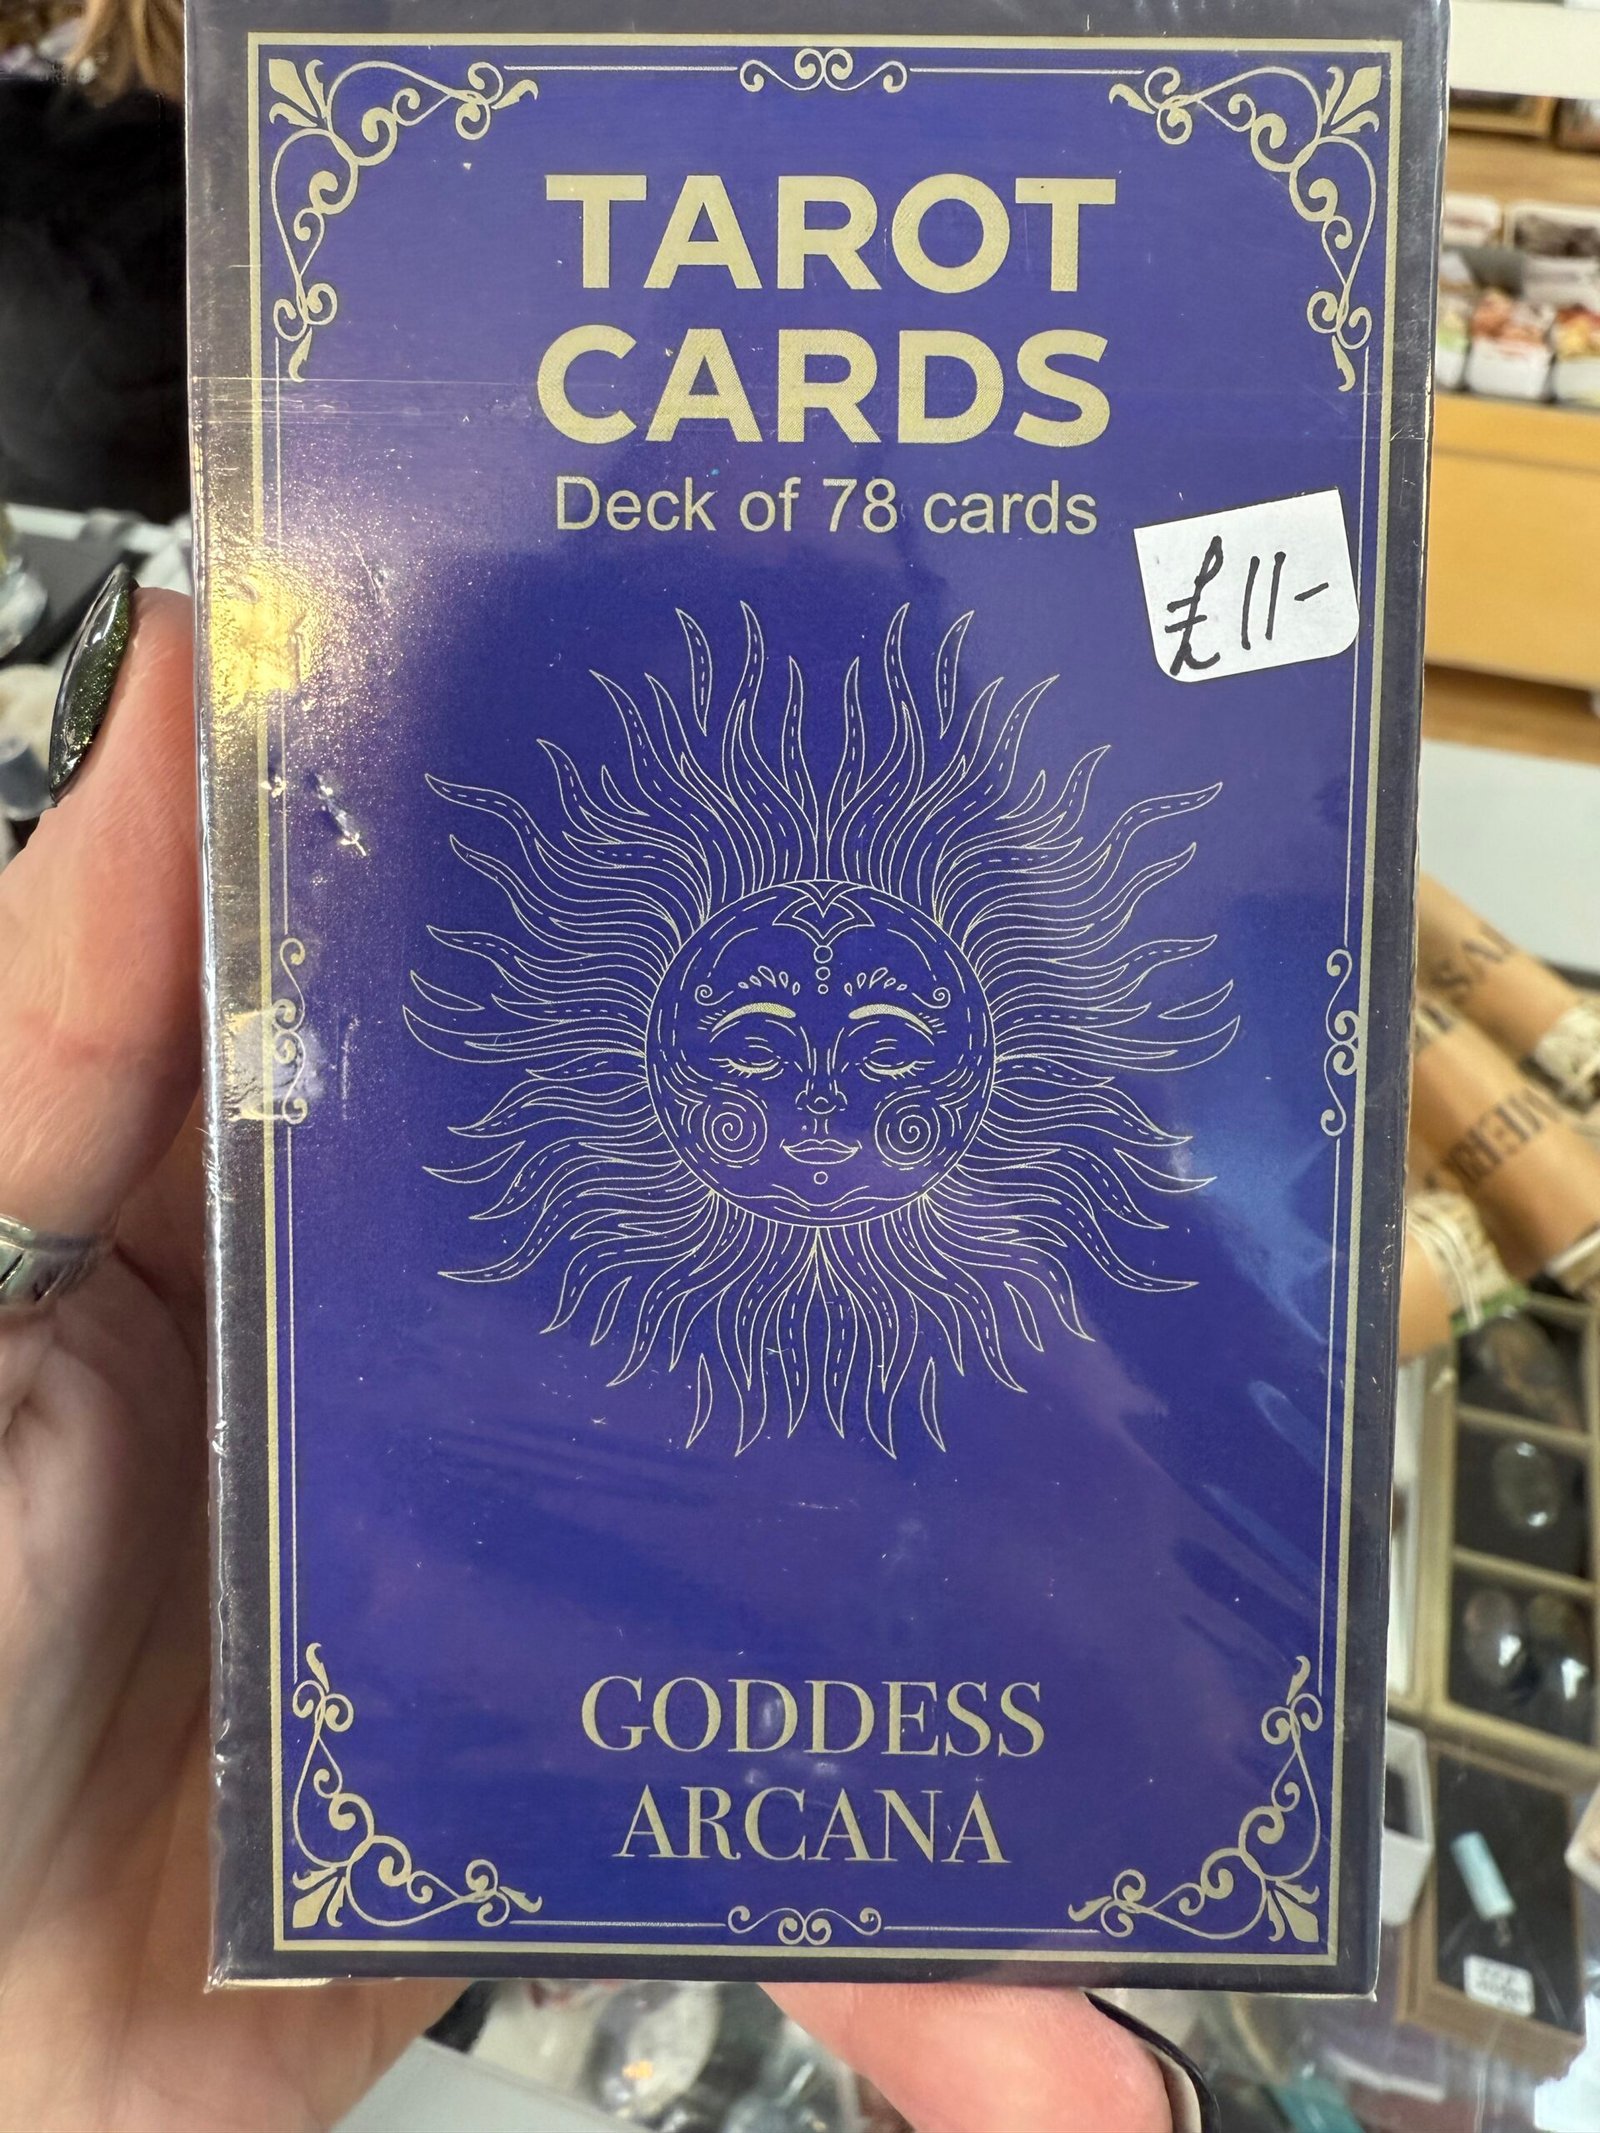 TAROT
CARDS
Deck of 78 cards
£11-
GODDESS
ARCANA